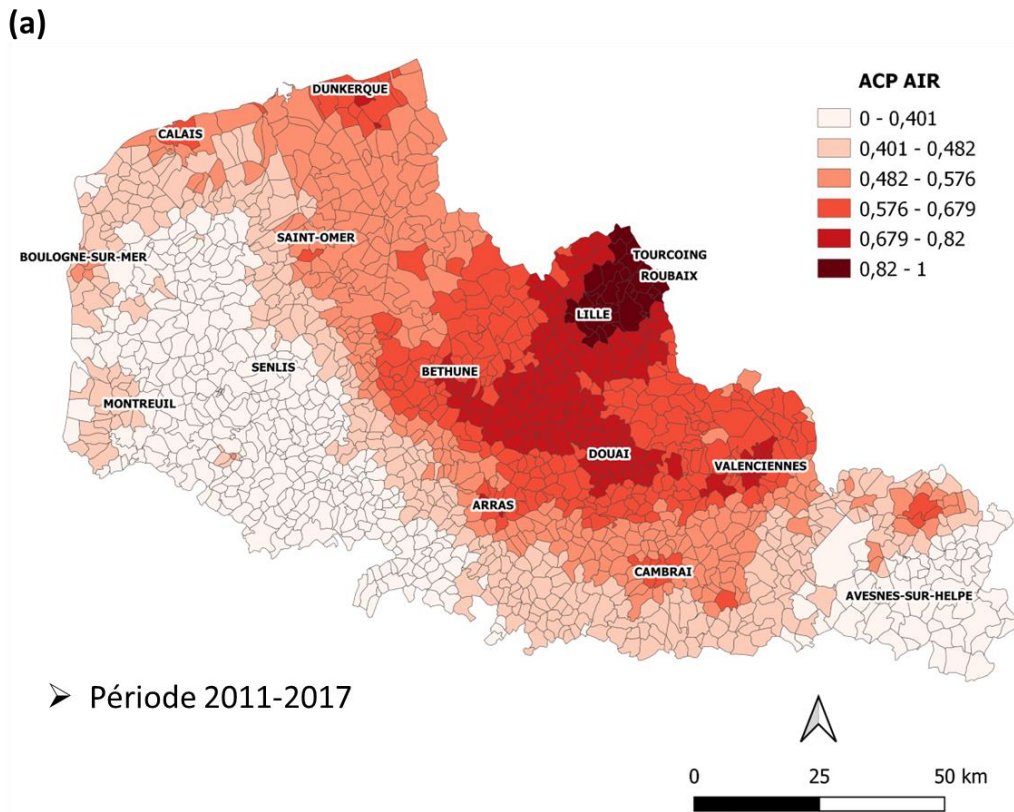 (a)
ACP AIR
0 - 0,401
0,401 - 0,482
0,482 - 0,576
0,576 - 0,679
0,679 - 0,82
0,82 - 1
DUNKERQUE
CALAIS
SAINT-OMER
BOULOGNE-SUR-MER
TOURCOING
ROUBAIX
LILLE
SENLIS
BETHUNE
MONTREUIL
DOUAI
VALENCIENNES
ARRAS
CAMBRAI
AVESNES-SUR-HELPE
➢ Période 2011-2017
0 25 50 km